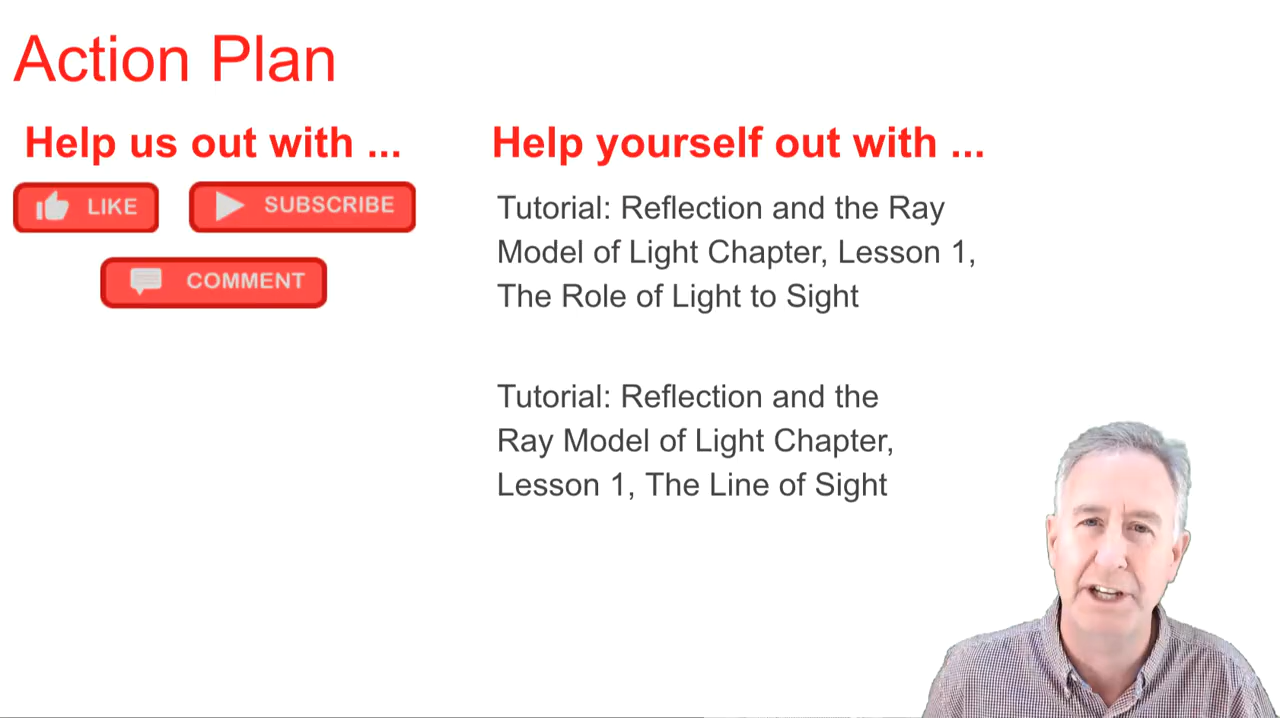 Action Plan
Help us out with ...
LIKE
SUBSCRIBE
COMMENT
Help yourself out with ...
Tutorial: Reflection and the Ray
Model of Light Chapter, Lesson 1,
The Role of Light to Sight
Tutorial: Reflection and the
Ray Model of Light Chapter,
Lesson 1, The Line of Sight